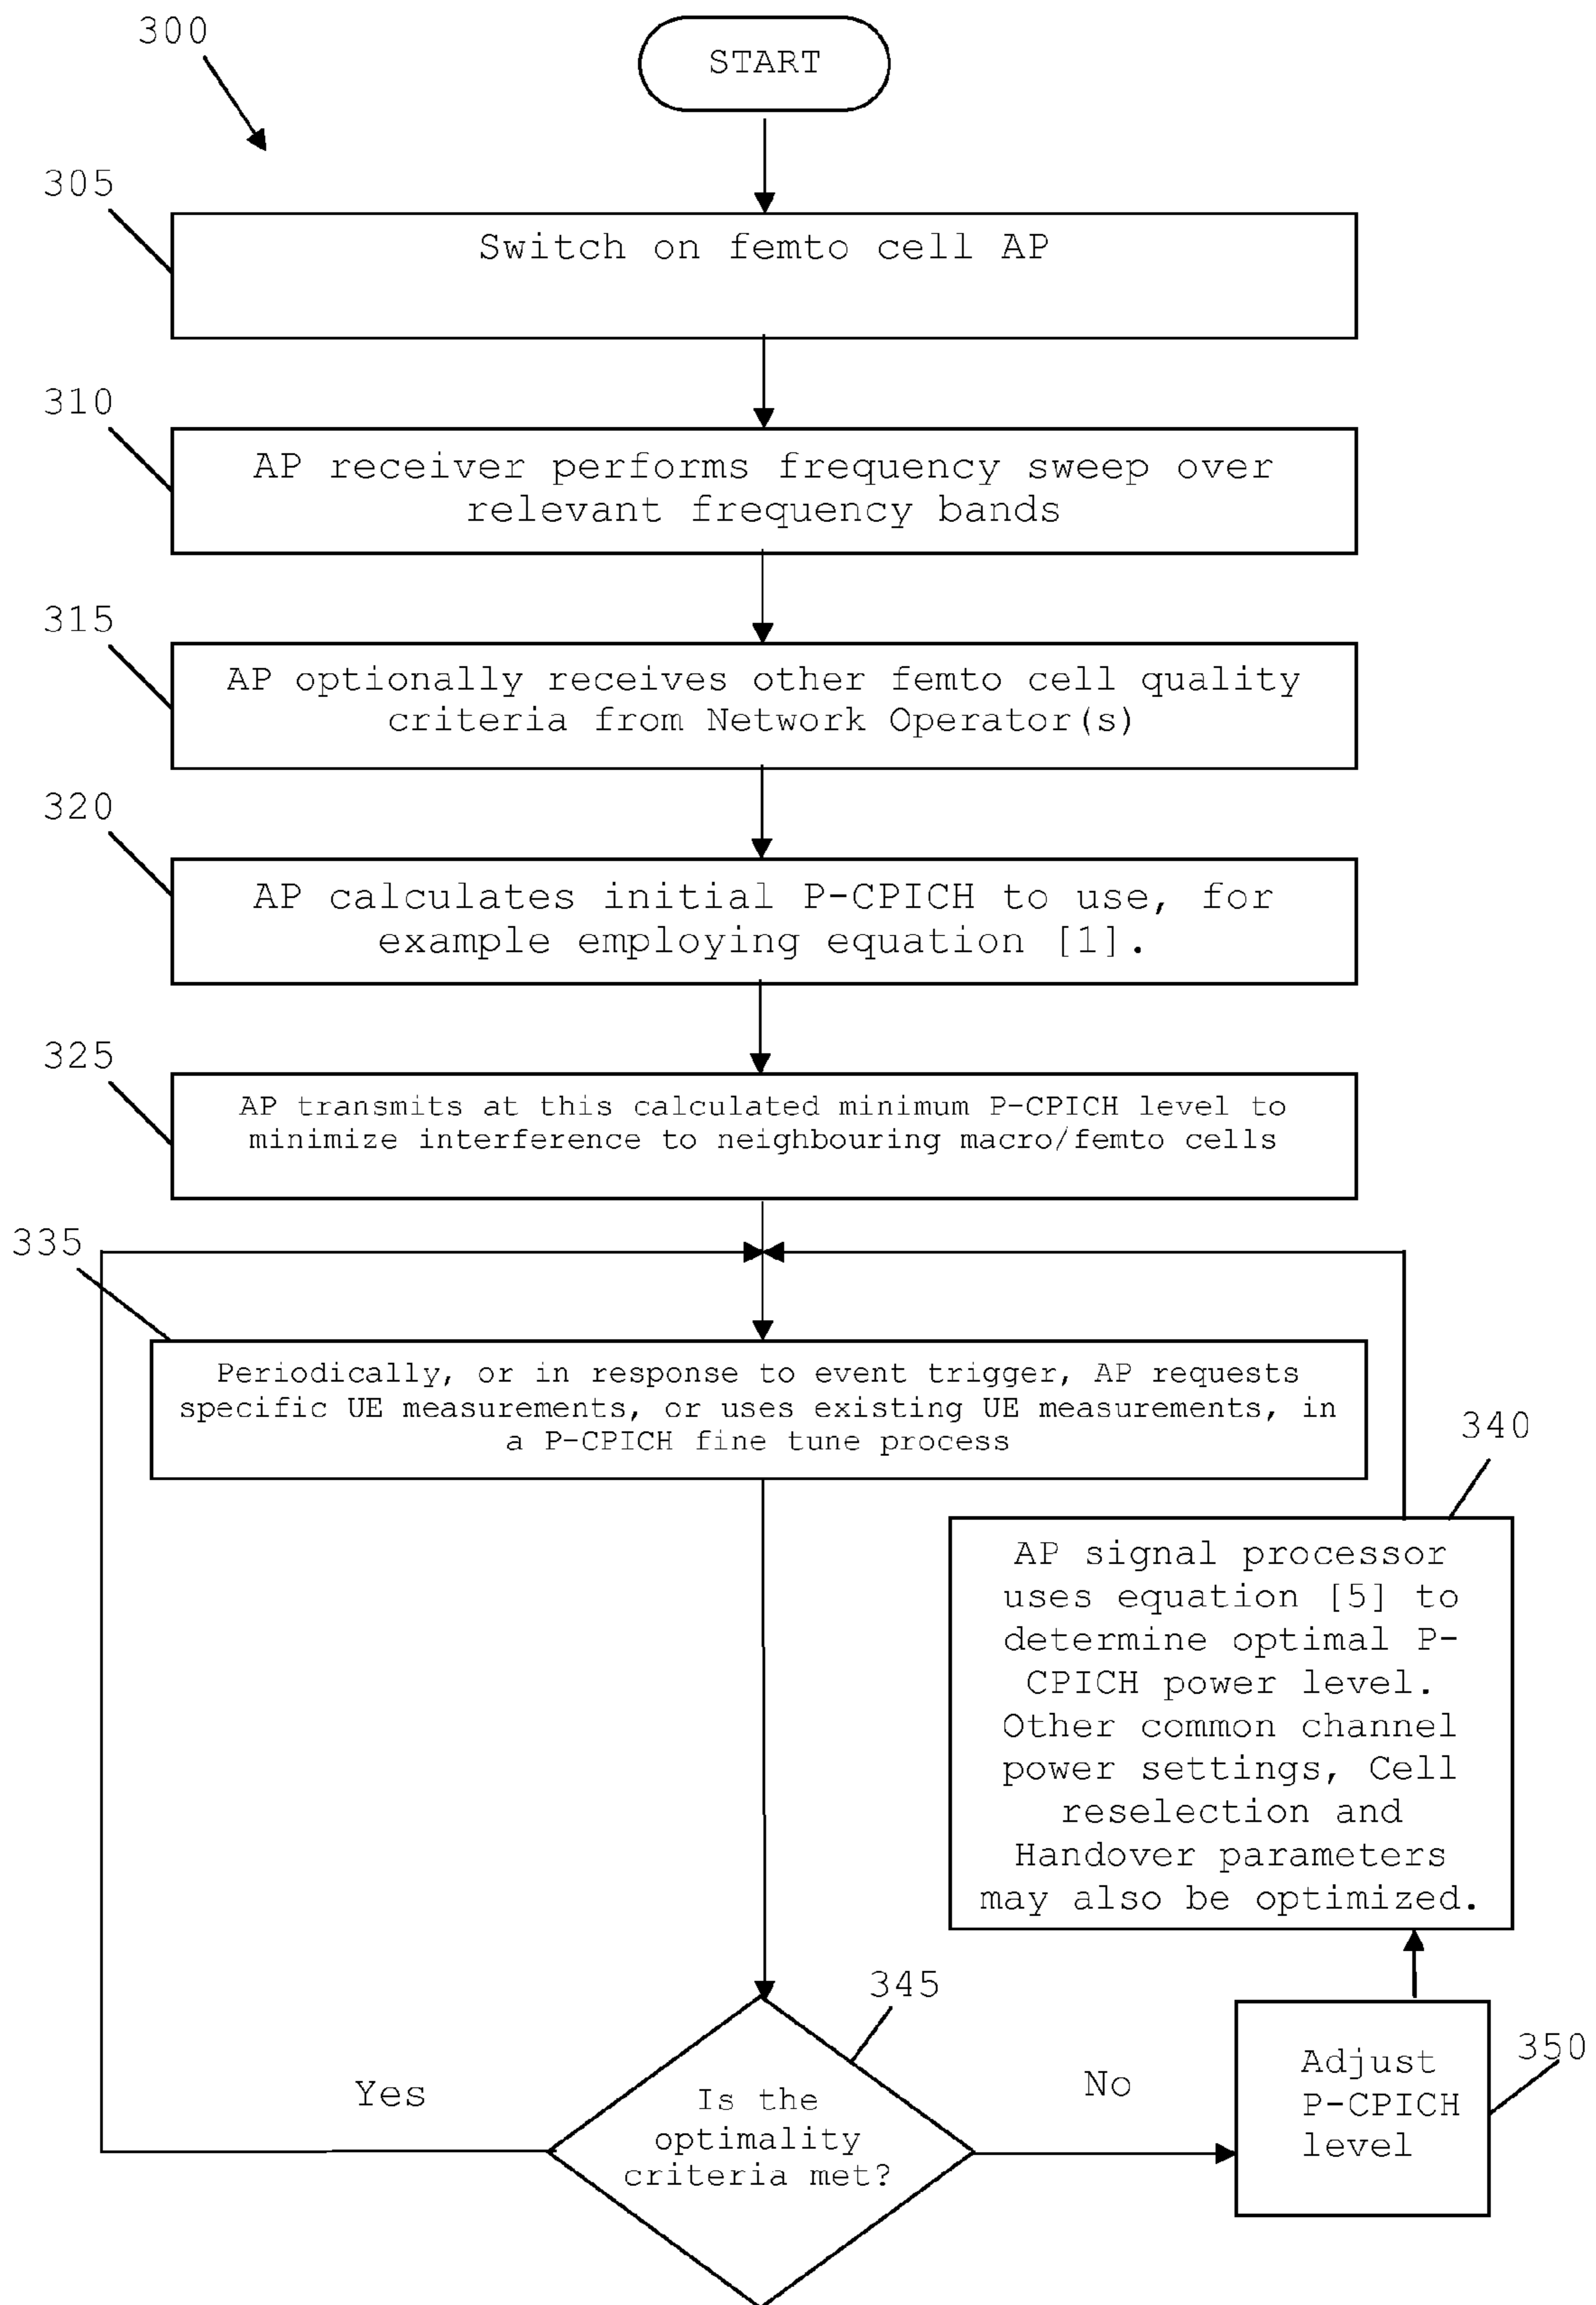 300
START
305
Switch on femto cell AP
310
AP receiver performs frequency sweep over
relevant frequency bands
315
AP optionally receives other femto cell quality
criteria from Network Operator(s)
320
AP calculates initial P-CPICH to use, for
example employing equation [1].
325
AP transmits at this calculated minimum P-CPICH level to
minimize interference to neighbouring macro/femto cells
335
Periodically, or in response to event trigger, AP requests
specific UE measurements, or uses existing UE measurements, in
a P-CPICH fine tune process
340
AP signal processor
uses equation [5] to
determine optimal P-
CPICH power level.
Other common channel
power settings, Cell
reselection and
Handover parameters
may also be optimized.
345
Is the
optimality
criteria met?
Yes
No
350
Adjust
P-CPICH
level